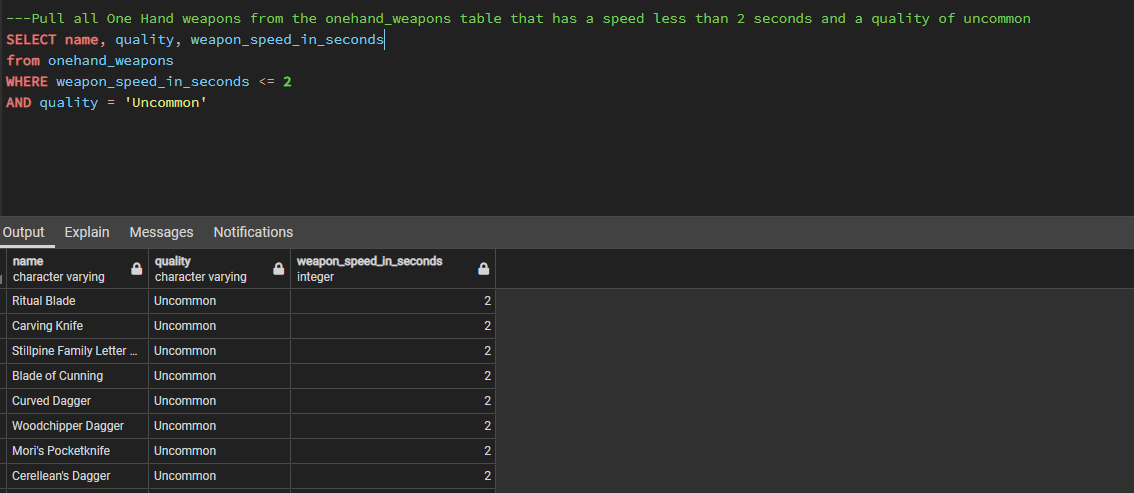 ---Pull all One Hand weapons from the onehand_weapons table that has a speed less than 2 seconds and a quality of uncommon
SELECT name, quality, weapon_speed_in_seconds
from onehand_weapons
WHERE weapon_speed_in_seconds <= 2
AND quality = 'Uncommon'
Output Explain Messages Notifications
name quality weapon_speed_in_seconds
character varying character varying integer
Ritual Blade Uncommon 2
Carving Knife Uncommon 2
Stillpine Family Letter ... Uncommon 2
Blade of Cunning Uncommon 2
Curved Dagger Uncommon 2
Woodchipper Dagger Uncommon 2
Mori's Pocketknife Uncommon 2
Cerellean's Dagger Uncommon 2